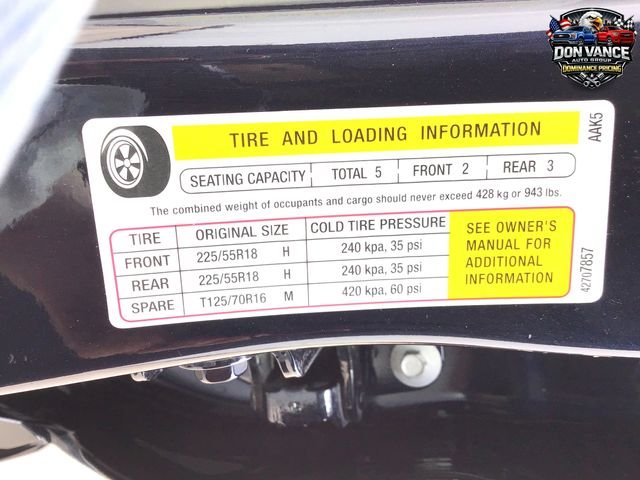 DON VANCE
AUTO GROUP
DOMINANCE PRICING
TIRE AND LOADING INFORMATION
SEATING CAPACITY TOTAL 5 FRONT 2 REAR 3
The combined weight of occupants and cargo should never exceed 428 kg or 943 lbs.
TIRE ORIGINAL SIZE COLD TIRE PRESSURE
FRONT 225/55R18 H 240 kpa, 35 psi
REAR 225/55R18 H 240 kpa, 35 psi
SPARE T125/70R16 M 420 kpa, 60 psi
SEE OWNER'S
MANUAL FOR
ADDITIONAL
INFORMATION
AAK5
42707857